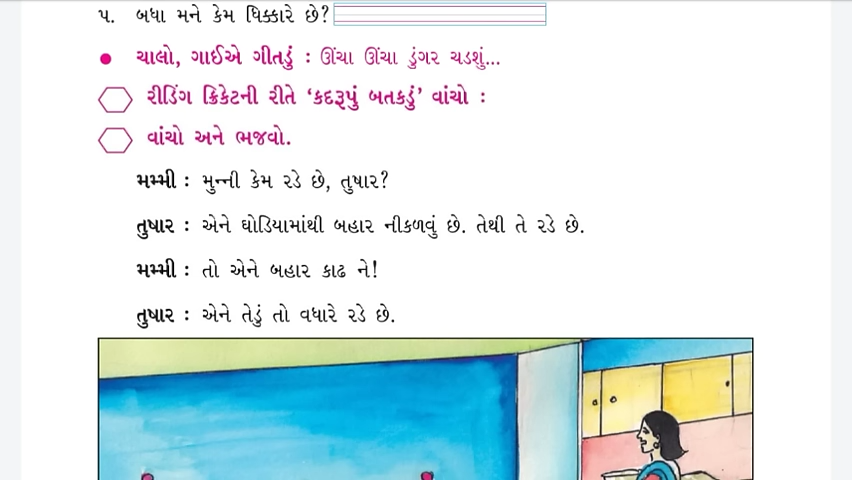 ૫. બધા મને કેમ ધિક્કારે છે?
● ચાલો, ગાઈએ ગીતડું : ઊંચા ઊંચા ડુંગર ચડશું...
રીડિંગ ક્રિકેટની રીતે ‘કદરૂપું બતકડું’ વાંચો :
વાંચો અને ભજવો.
મમ્મી : મુન્ની કેમ રડે છે, તુષાર?
તુષાર : એને ઘોડિયામાંથી બહાર નીકળવું છે. તેથી તે રડે છે.
મમ્મી : તો એને બહાર કાઢ ને!
તુષાર : એને તેડું તો વધારે રડે છે.